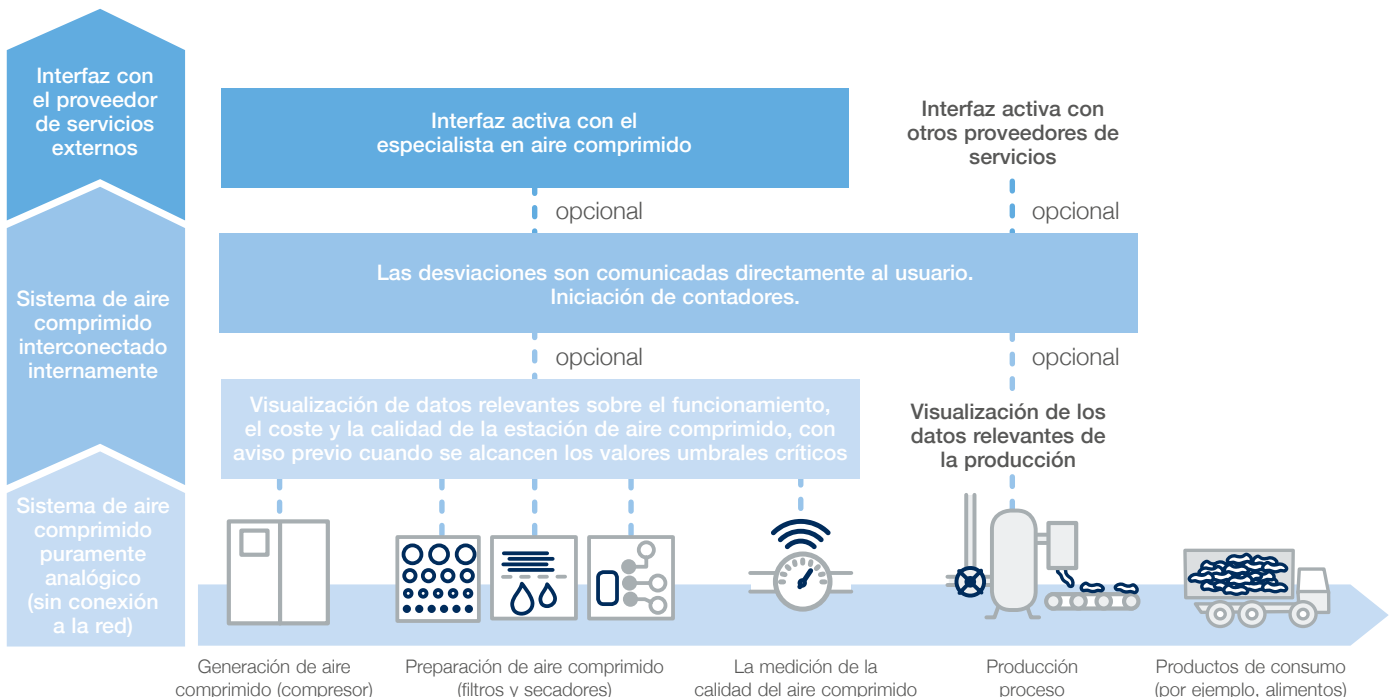 Interfaz con
el proveedor
de servicios
externos
Interfaz activa con el
especialista en aire comprimido
Interfaz activa con
otros proveedores de
servicios
opcional
opcional
Sistema de aire
comprimido
interconectado
internamente
Las desviaciones son comunicadas directamente al usuario.
Iniciación de contadores.
opcional
opcional
Visualización de datos relevantes sobre el funcionamiento,
el coste y la calidad de la estación de aire comprimido, con
aviso previo cuando se alcancen los valores umbrales críticos
Visualización de los
datos relevantes de
la producción
Sistema de aire
comprimido
puramente
analógico
(sin conexión
a la red)
Generación de aire
comprimido (compresor)
Preparación de aire comprimido
(filtros y secadores)
La medición de la
calidad del aire comprimido
Producción
proceso
Productos de consumo
(por ejemplo, alimentos)